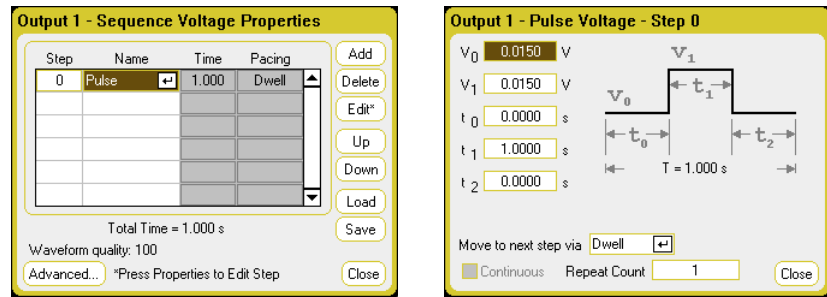 Output 1 - Sequence Voltage Properties
Step Name Time Pacing
0 Pulse 1.000 Dwell
Add
Delete
Edit*
Up
Down
Load
Save
Total Time = 1.000 s
Waveform quality: 100
Advanced... *Press Properties to Edit Step
Close
Output 1 - Pulse Voltage - Step 0
V0 0.0150 V
V1 0.0150 V
t 0 0.0000 s
t 1 1.0000 s
t 2 0.0000 s
V1
V0
t1
t0
t2
T = 1.000 s
Move to next step via Dwell
Continuous Repeat Count 1
Close